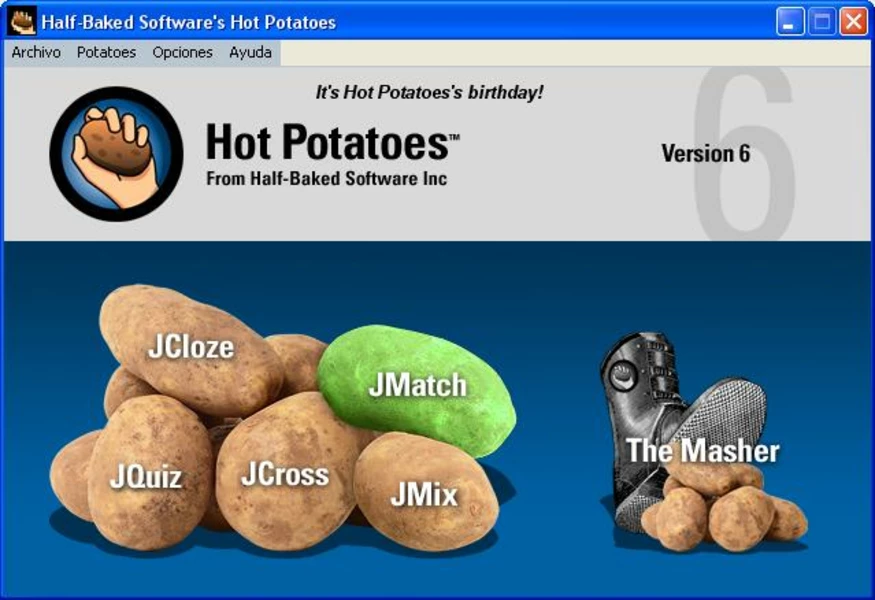 Half-Baked Software's Hot Potatoes
Archivo Potatoes Opciones Ayuda
It's Hot Potatoes's birthday!
Hot Potatoes™
From Half-Baked Software Inc
6
Version 6
JCloze
JMatch
JQuiz
JCross
JMix
The Masher